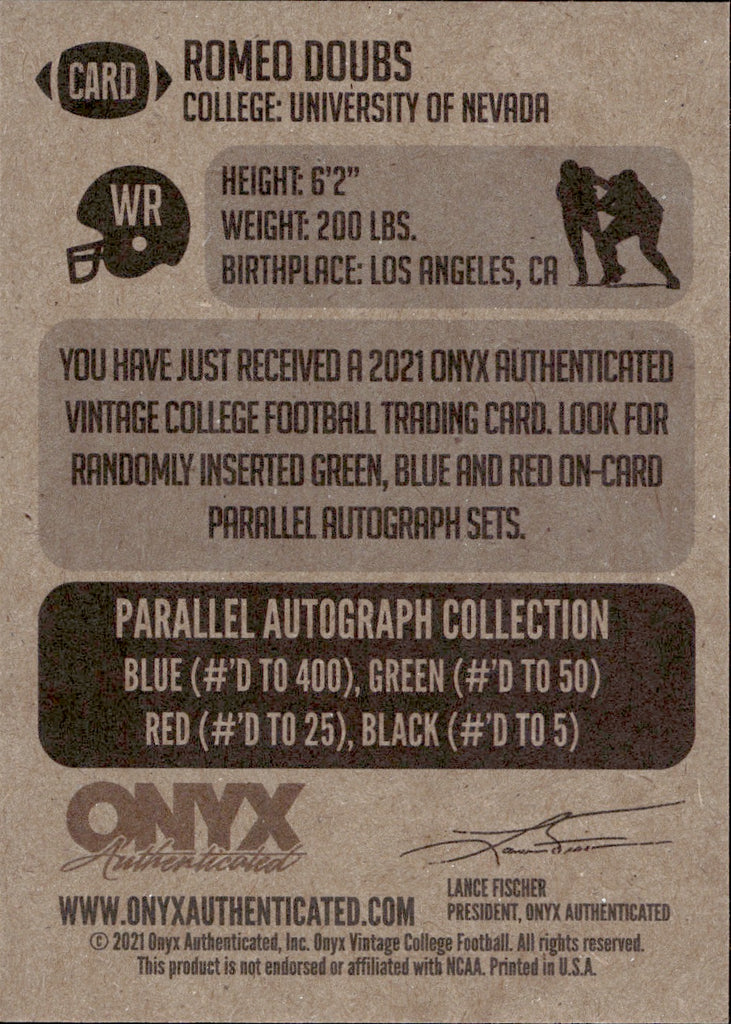 CARD
ROMEO DOUBS
COLLEGE: UNIVERSITY OF NEVADA
WR
HEIGHT: 6'2"
WEIGHT: 200 LBS.
BIRTHPLACE: LOS ANGELES, CA
YOU HAVE JUST RECEIVED A 2021 ONYX AUTHENTICATED
VINTAGE COLLEGE FOOTBALL TRADING CARD. LOOK FOR
RANDOMLY INSERTED GREEN, BLUE AND RED ON-CARD
PARALLEL AUTOGRAPH SETS.
PARALLEL AUTOGRAPH COLLECTION
BLUE (#'D TO 400), GREEN (#'D TO 50)
RED (#'D TO 25), BLACK (#'D TO 5)
ONYX
Authenticated
LANCE FISCHER
PRESIDENT, ONYX AUTHENTICATED
WWW.ONYXAUTHENTICATED.COM
© 2021 Onyx Authenticated, Inc. Onyx Vintage College Football. All rights reserved.
This product is not endorsed or affiliated with NCAA. Printed in U.S.A.